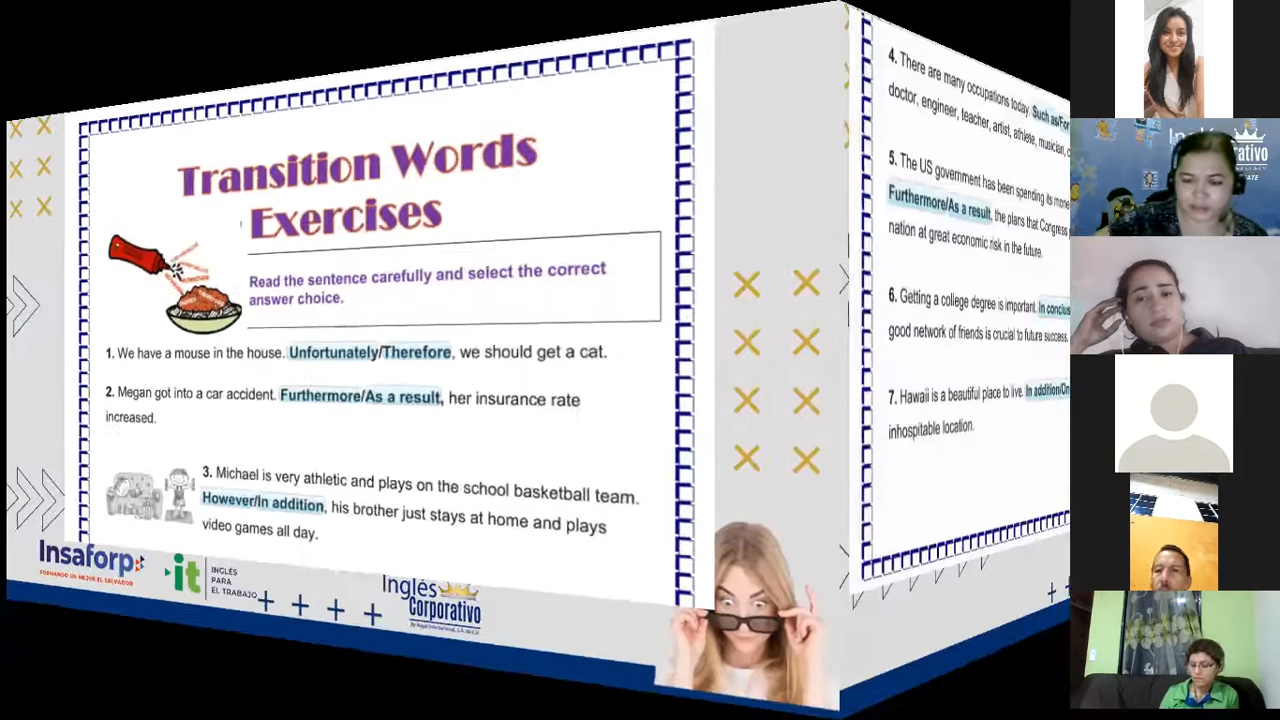 Transition Words
Exercises
Read the sentence carefully and select the correct
answer choice.
1. We have a mouse in the house. Unfortunately/Therefore, we should get a cat.
2. Megan got into a car accident. Furthermore/As a result, her insurance rate
increased.
3. Michael is very athletic and plays on the school basketball team.
However/In addition, his brother just stays at home and plays
video games all day.
Insaforp
FORMANDO UN MEJOR EL SALVADOR
it
INGLÉS
PARA
EL TRABAJO
Inglés
Corporativo
4. There are many occupations today. Such as/For
doctor, engineer, teacher, artist, athlete, musician,
5. The US government has been spending its
Furthermore/As a result, the plans that Congress
nation at great economic risk in the future.
6. Getting a college degree is important.
good network of friends is crucial to future success.
7. Hawaii is a beautiful place to live. In addition/
inhospitable location.